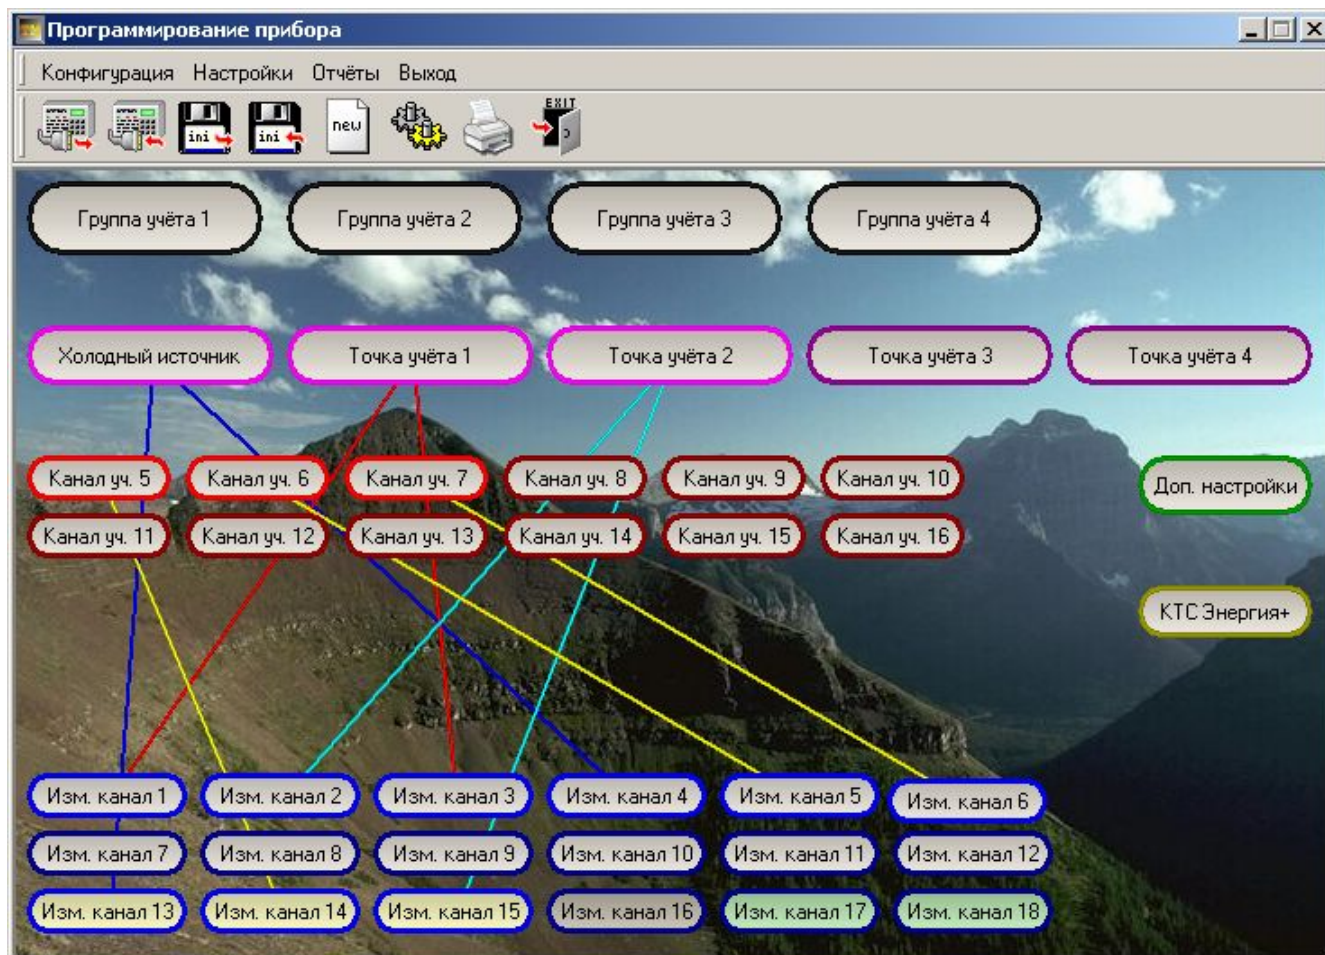 Программирование прибора
Конфигурация Настройки Отчёты Выход
ini ini new EXIT
Группа учёта 1 Группа учёта 2 Группа учёта 3 Группа учёта 4
Холодный источник Точка учёта 1 Точка учёта 2 Точка учёта 3 Точка учёта 4
Канал уч. 5 Канал уч. 6 Канал уч. 7 Канал уч. 8 Канал уч. 9 Канал уч. 10
Доп. настройки
Канал уч. 11 Канал уч. 12 Канал уч. 13 Канал уч. 14 Канал уч. 15 Канал уч. 16
КТС Энергия+
Изм. канал 1 Изм. канал 2 Изм. канал 3 Изм. канал 4 Изм. канал 5 Изм. канал 6
Изм. канал 7 Изм. канал 8 Изм. канал 9 Изм. канал 10 Изм. канал 11 Изм. канал 12
Изм. канал 13 Изм. канал 14 Изм. канал 15 Изм. канал 16 Изм. канал 17 Изм. канал 18